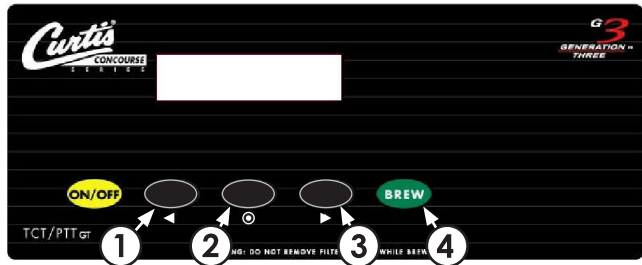 Curtis
CONCOURSE
SERIES
G3
GENERATION
THREE
ON/OFF
BREW
TCT/PTT GT
1
2
3
4
NG: DO NOT REMOVE FILTE
WHILE BREW